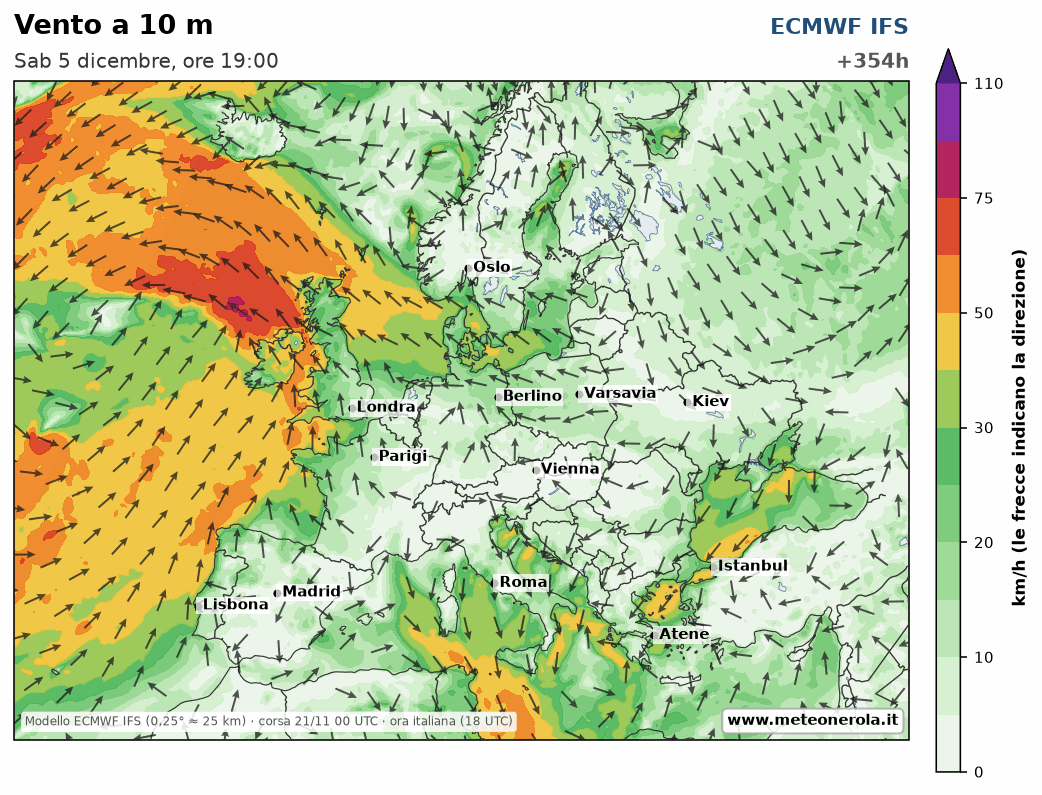 Vento a 10 m
ECMWF IFS
Sab 5 dicembre, ore 19:00
+354h
110
75
50
30
20
10
0
km/h (le frecce indicano la direzione)
Oslo
Berlino
Varsavia
Kiev
Londra
Parigi
Vienna
Istanbul
Roma
Madrid
Lisbona
Atene
Modello ECMWF IFS (0,25° ≈ 25 km) · corsa 21/11 00 UTC · ora italiana (18 UTC)
www.meteonerola.it